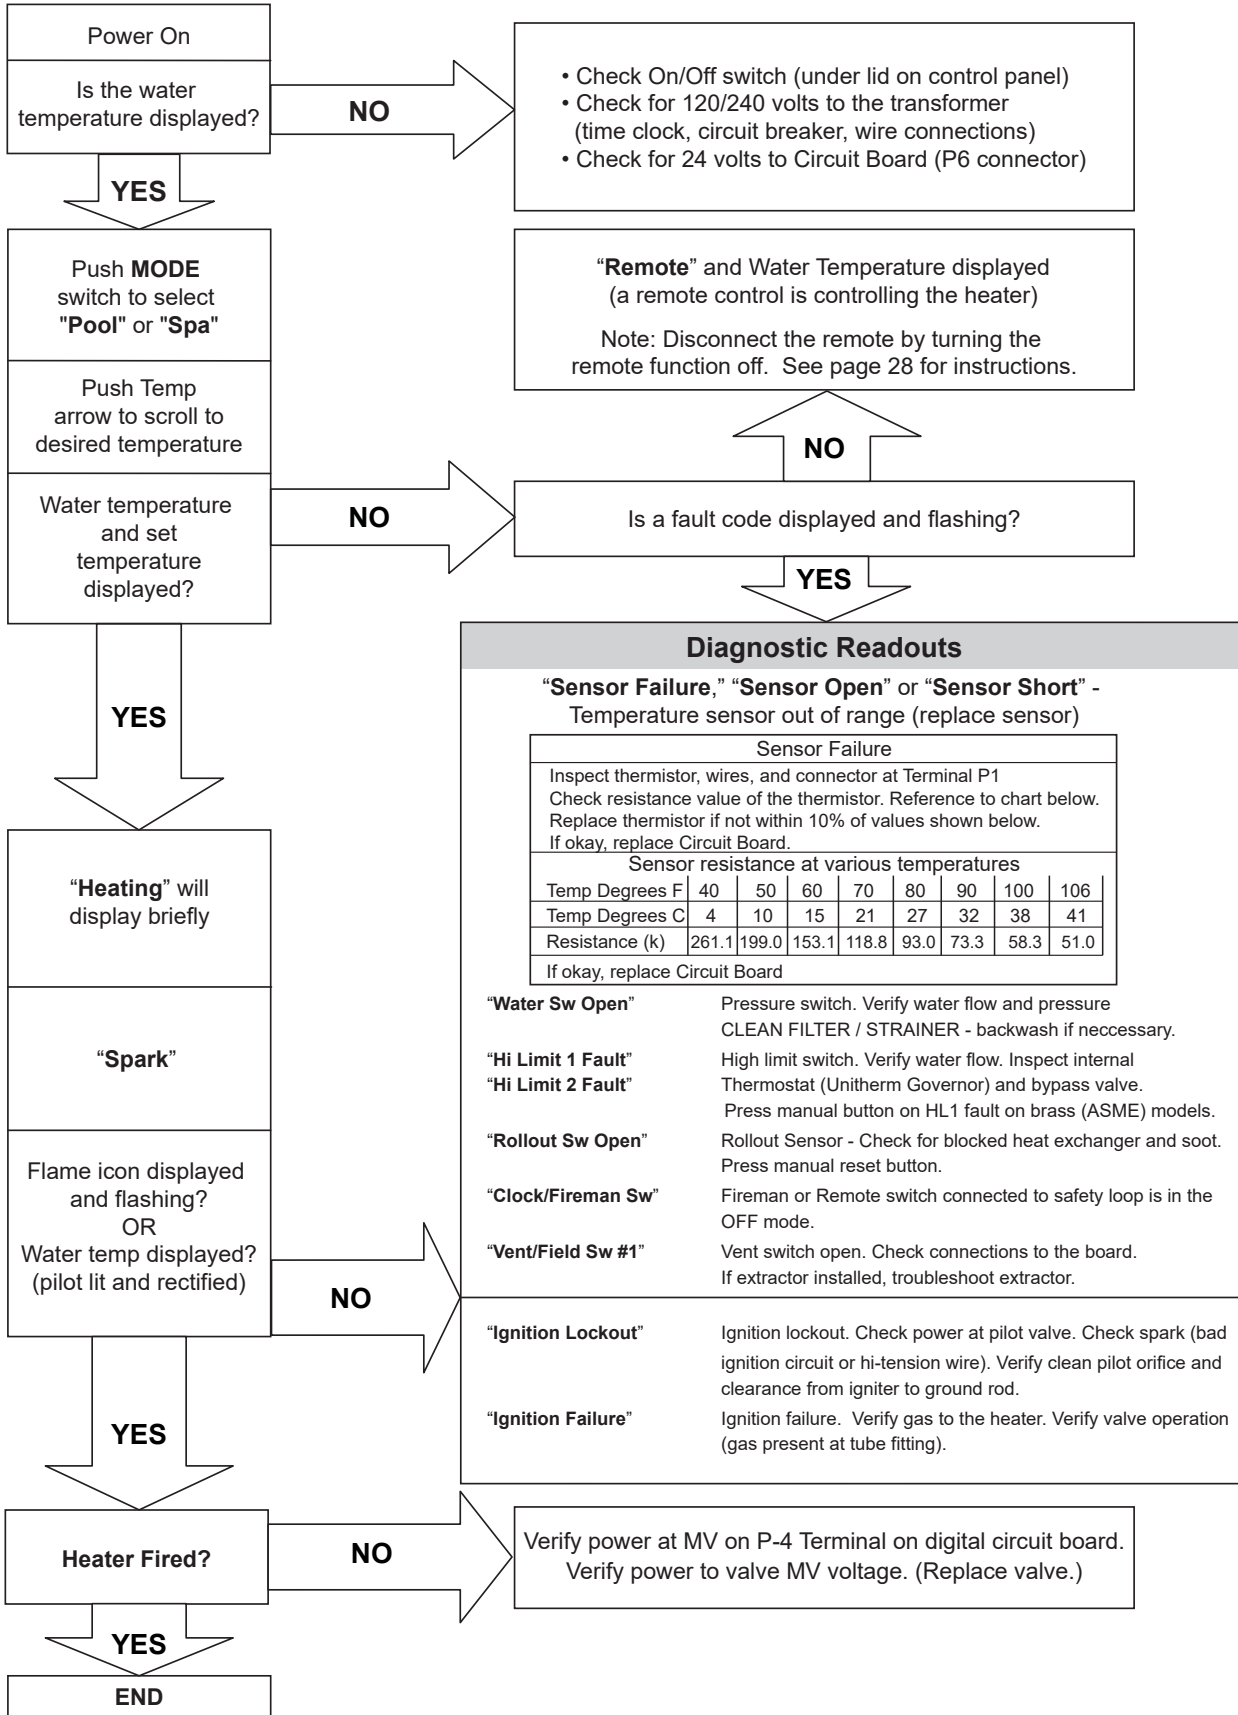 Power On
Is the water
temperature displayed?
NO
• Check On/Off switch (under lid on control panel)
• Check for 120/240 volts to the transformer
(time clock, circuit breaker, wire connections)
• Check for 24 volts to Circuit Board (P6 connector)
YES
Push MODE
switch to select
"Pool" or "Spa"
Push Temp
arrow to scroll to
desired temperature
Water temperature
and set
temperature
displayed?
NO
Is a fault code displayed and flashing?
NO
“Remote” and Water Temperature displayed
(a remote control is controlling the heater)
Note: Disconnect the remote by turning the
remote function off. See page 28 for instructions.
YES
Diagnostic Readouts
“Sensor Failure,” “Sensor Open” or “Sensor Short” -
Temperature sensor out of range (replace sensor)
Sensor Failure
Inspect thermistor, wires, and connector at Terminal P1
Check resistance value of the thermistor. Reference to chart below.
Replace thermistor if not within 10% of values shown below.
If okay, replace Circuit Board.
Sensor resistance at various temperatures
Temp Degrees F 40 50 60 70 80 90 100 106
Temp Degrees C 4 10 15 21 27 32 38 41
Resistance (k) 261.1 199.0 153.1 118.8 93.0 73.3 58.3 51.0
If okay, replace Circuit Board
“Water Sw Open” Pressure switch. Verify water flow and pressure
CLEAN FILTER / STRAINER - backwash if neccessary.
“Hi Limit 1 Fault” High limit switch. Verify water flow. Inspect internal
“Hi Limit 2 Fault” Thermostat (Unitherm Governor) and bypass valve.
Press manual button on HL1 fault on brass (ASME) models.
“Rollout Sw Open” Rollout Sensor - Check for blocked heat exchanger and soot.
Press manual reset button.
“Clock/Fireman Sw” Fireman or Remote switch connected to safety loop is in the
OFF mode.
“Vent/Field Sw #1” Vent switch open. Check connections to the board.
If extractor installed, troubleshoot extractor.
“Ignition Lockout” Ignition lockout. Check power at pilot valve. Check spark (bad
ignition circuit or hi-tension wire). Verify clean pilot orifice and
clearance from igniter to ground rod.
“Ignition Failure” Ignition failure. Verify gas to the heater. Verify valve operation
(gas present at tube fitting).
YES
“Heating” will
display briefly
“Spark”
Flame icon displayed
and flashing?
OR
Water temp displayed?
(pilot lit and rectified)
NO
YES
Heater Fired?
NO
Verify power at MV on P-4 Terminal on digital circuit board.
Verify power to valve MV voltage. (Replace valve.)
YES
END